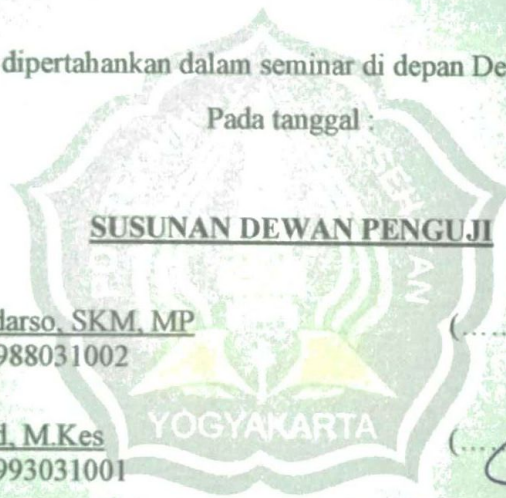 dipertahankan dalam seminar di depan De
Pada tanggal :
SUSUNAN DEWAN PENGUJI
darso, SKM, MP (.....
988031002
d, M.Kes (.....
993031001
YOGYAKARTA